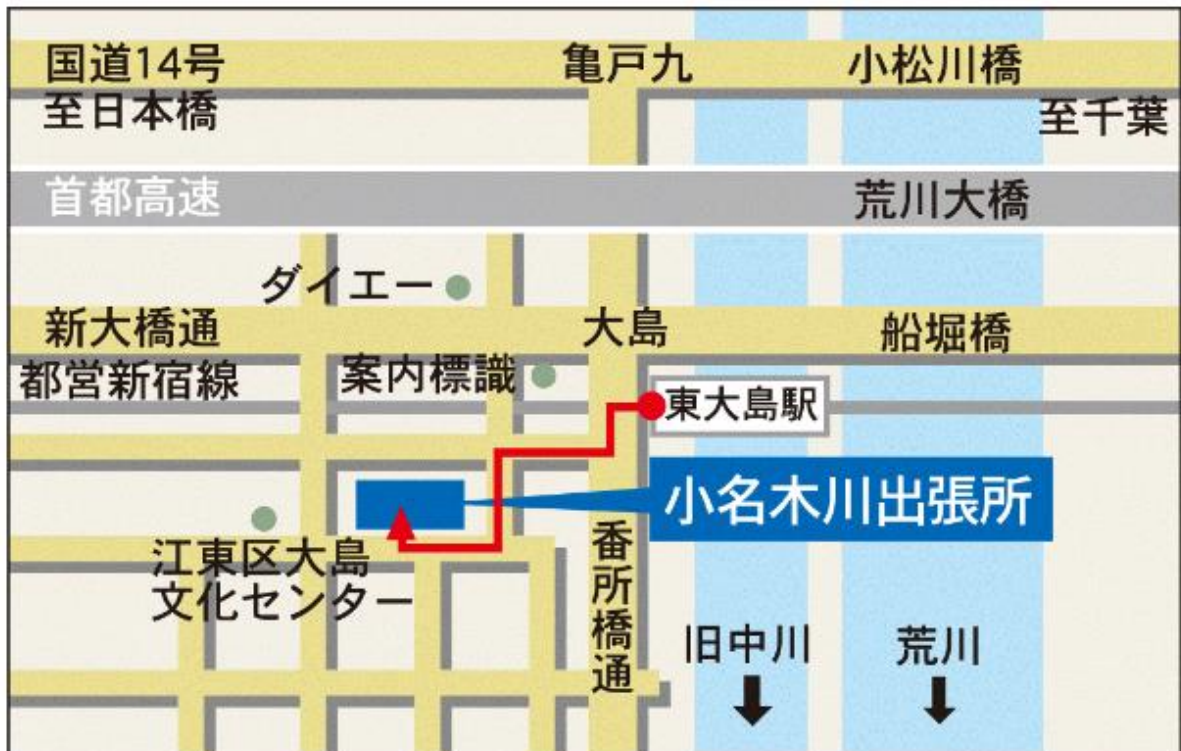 国道14号
亀戸九
小松川橋
至日本橋
至千葉
首都高速
荒川大橋
ダイエー
新大橋通
大島
船堀橋
都営新宿線
案内標識
東大島駅
小名木川出張所
江東区大島
文化センター
番所橋通
旧中川
荒川